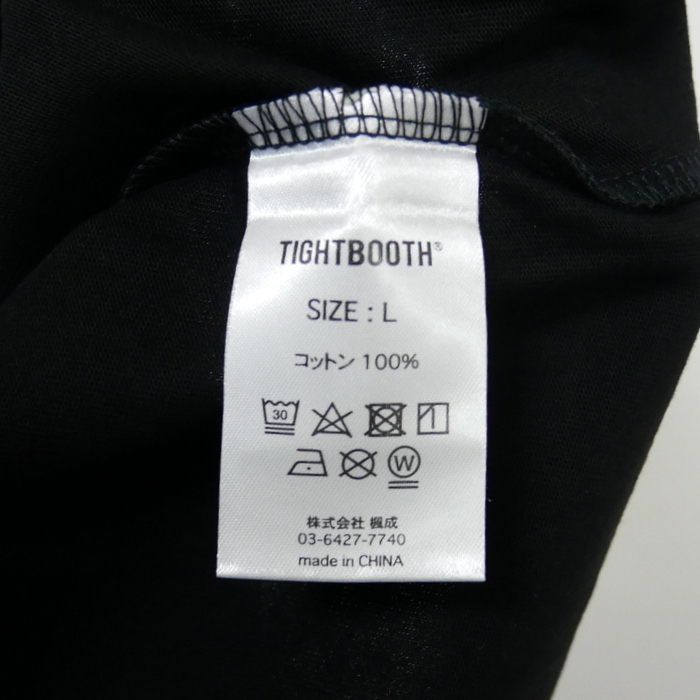 TIGHTBOOTH®
SIZE : L
コットン 100%
30
W
株式会社 楓成
03-6427-7740
made in CHINA